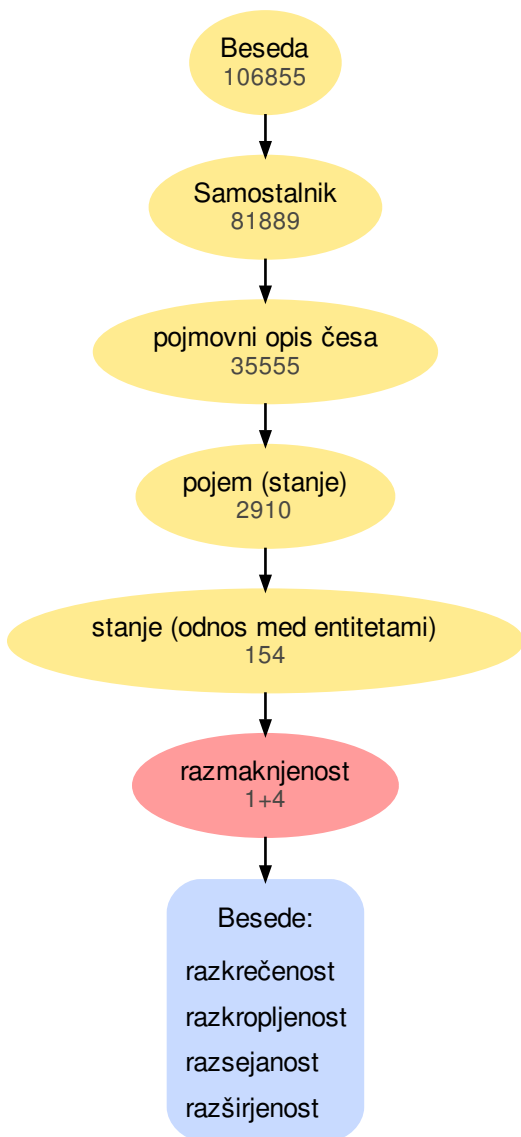 Beseda
106855
Samostalnik
81889
pojmovni opis česa
35555
pojem (stanje)
2910
stanje (odnos med entitetami)
154
razmaknjenost
1+4
Besede:
razkrečenost
razkropljenost
razsejanost
razširjenost